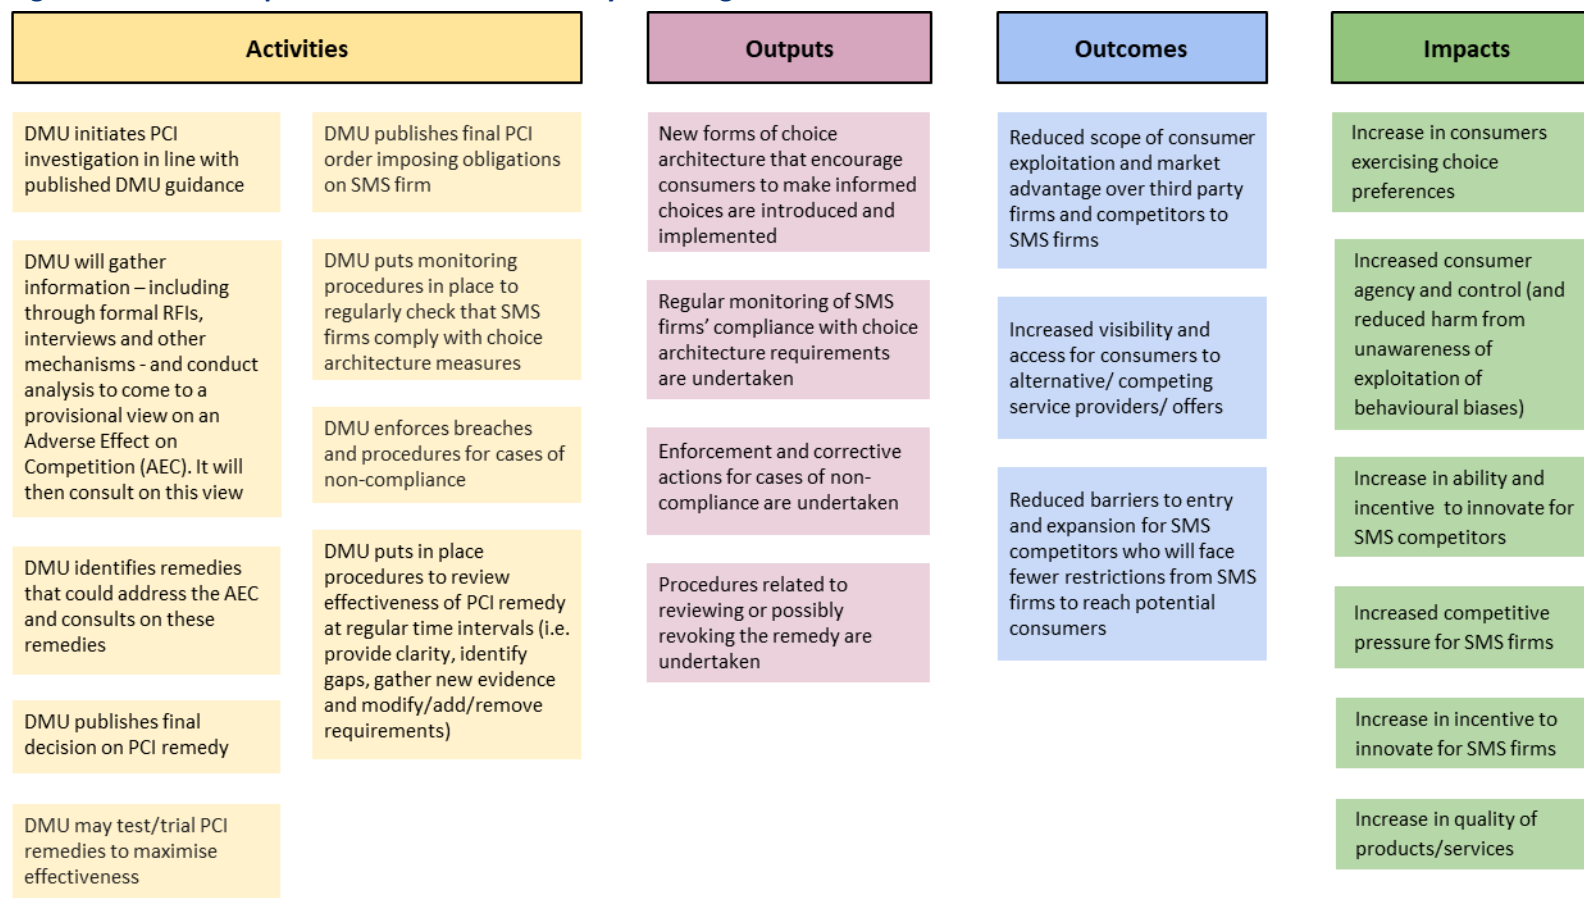 Activities
DMU initiates PCI
investigation in line with
published DMU guidance
DMU will gather
information – including
through formal RFIs,
interviews and other
mechanisms - and conduct
analysis to come to a
provisional view on an
Adverse Effect on
Competition (AEC). It will
then consult on this view
DMU identifies remedies
that could address the AEC
and consults on these
remedies
DMU publishes final
decision on PCI remedy
DMU may test/trial PCI
remedies to maximise
effectiveness
DMU publishes final PCI
order imposing obligations
on SMS firm
DMU puts monitoring
procedures in place to
regularly check that SMS
firms comply with choice
architecture measures
DMU enforces breaches
and procedures for cases of
non-compliance
DMU puts in place
procedures to review
effectiveness of PCI remedy
at regular time intervals (i.e.
provide clarity, identify
gaps, gather new evidence
and modify/add/remove
requirements)
Outputs
New forms of choice
architecture that encourage
consumers to make informed
choices are introduced and
implemented
Regular monitoring of SMS
firms’ compliance with choice
architecture requirements
are undertaken
Enforcement and corrective
actions for cases of non-
compliance are undertaken
Procedures related to
reviewing or possibly
revoking the remedy are
undertaken
Outcomes
Reduced scope of consumer
exploitation and market
advantage over third party
firms and competitors to
SMS firms
Increased visibility and
access for consumers to
alternative/ competing
service providers/ offers
Reduced barriers to entry
and expansion for SMS
competitors who will face
fewer restrictions from SMS
firms to reach potential
consumers
Impacts
Increase in consumers
exercising choice
preferences
Increased consumer
agency and control (and
reduced harm from
unawareness of
exploitation of
behavioural biases)
Increase in ability and
incentive  to innovate for
SMS competitors
Increased competitive
pressure for SMS firms
Increase in incentive to
innovate for SMS firms
Increase in quality of
products/services